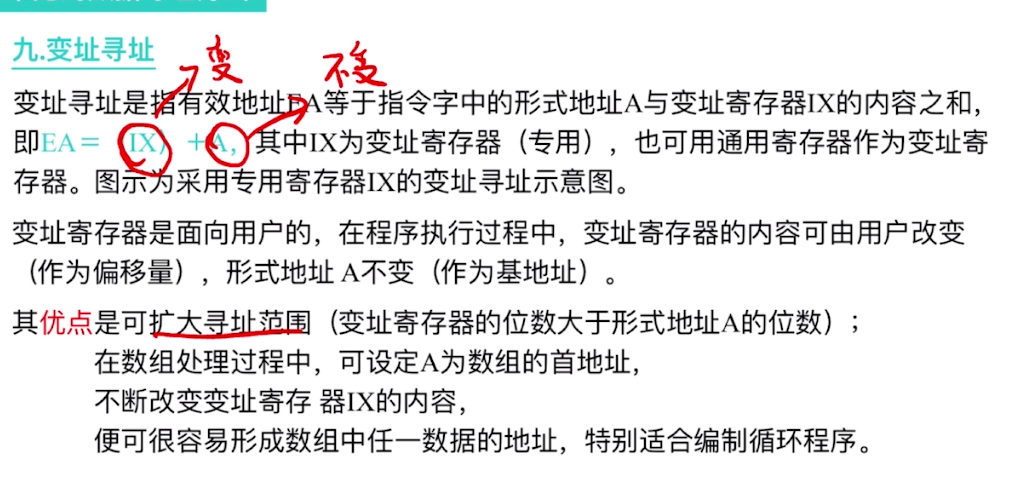 九.变址寻址
变 不变
变址寻址是指有效地址EA等于指令字中的形式地址A与变址寄存器IX的内容之和，
即EA＝（IX）＋A，其中IX为变址寄存器（专用），也可用通用寄存器作为变址寄
存器。图示为采用专用寄存器IX的变址寻址示意图。
变址寄存器是面向用户的，在程序执行过程中，变址寄存器的内容可由用户改变
（作为偏移量），形式地址 A不变（作为基地址）。
其优点是可扩大寻址范围（变址寄存器的位数大于形式地址A的位数）；
在数组处理过程中，可设定A为数组的首地址，
不断改变变址寄存 器IX的内容，
便可很容易形成数组中任一数据的地址，特别适合编制循环程序。